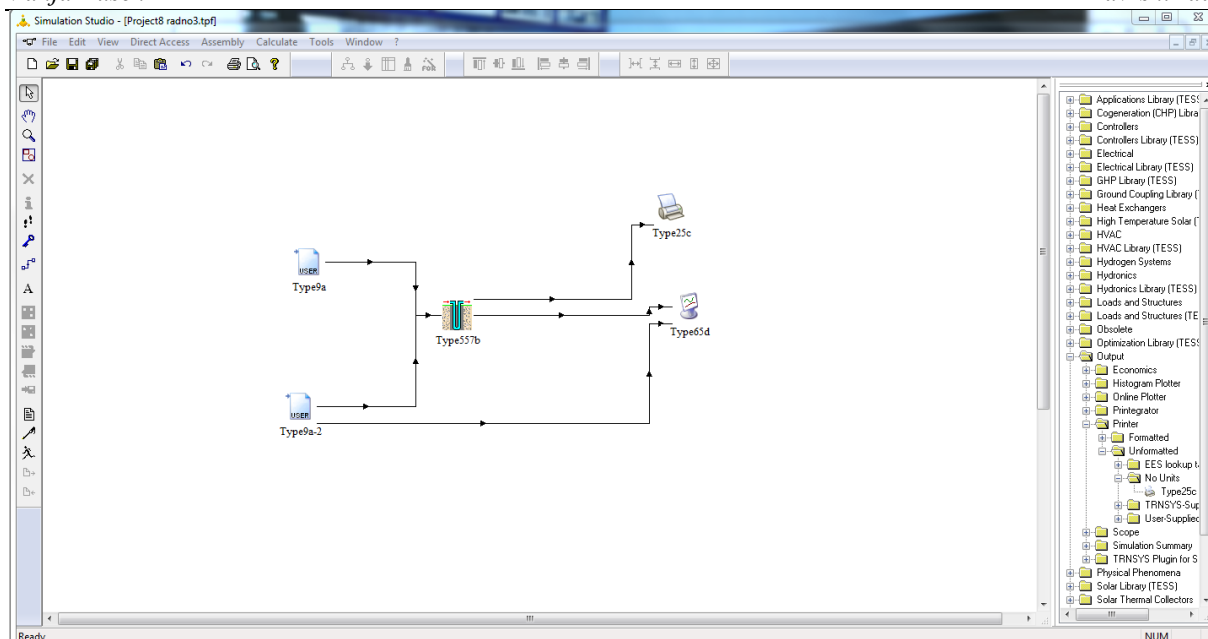 Simulation Studio - [Project8 radno3.tpf]
File Edit View Direct Access Assembly Calculate Tools Window ?
FOR
A
USER
Type9a
USER
Type9a-2
Type557b
Type25c
Type65d
Applications Library (TESS
Cogeneration (CHP) Libra
Controllers
Controllers Library (TESS)
Electrical
Electrical Library (TESS)
GHP Library (TESS)
Ground Coupling Library (
Heat Exchangers
High Temperature Solar (
HVAC
HVAC Library (TESS)
Hydrogen Systems
Hydronics
Hydronics Library (TESS)
Loads and Structures
Loads and Structures (TE
Obsolete
Optimization Library (TESS
Output
Economics
Histogram Plotter
Online Plotter
Printegrator
Printer
Formatted
Unformatted
EES lookup t
No Units
Type25c
TRNSYS-Sup
User-Supplied
Scope
Simulation Summary
TRNSYS Plugin for S
Physical Phenomena
Solar Library (TESS)
Solar Thermal Collectors
Ready
NUM